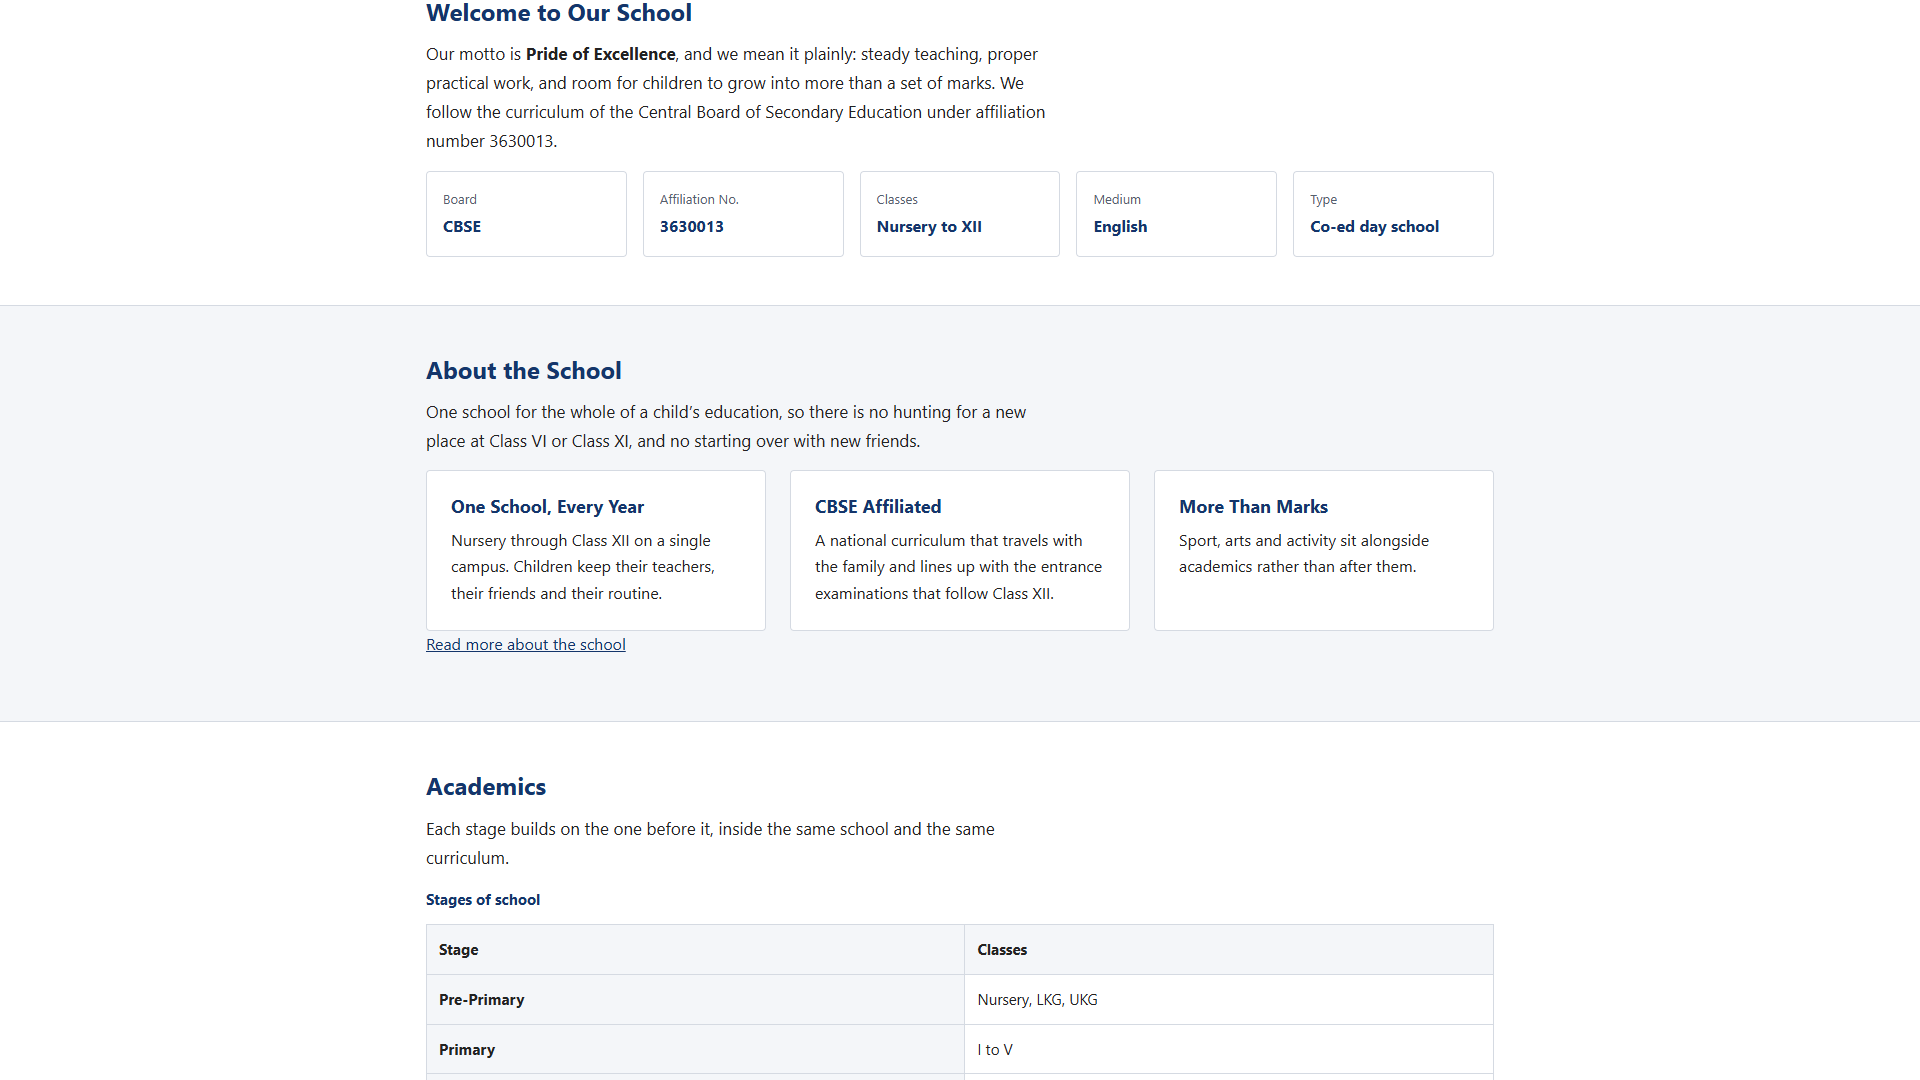 Welcome to Our School
Our motto is Pride of Excellence, and we mean it plainly: steady teaching, proper
practical work, and room for children to grow into more than a set of marks. We
follow the curriculum of the Central Board of Secondary Education under affiliation
number 3630013.
Board
CBSE
Affiliation No.
3630013
Classes
Nursery to XII
Medium
English
Type
Co-ed day school
About the School
One school for the whole of a child’s education, so there is no hunting for a new
place at Class VI or Class XI, and no starting over with new friends.
One School, Every Year
Nursery through Class XII on a single
campus. Children keep their teachers,
their friends and their routine.
CBSE Affiliated
A national curriculum that travels with
the family and lines up with the entrance
examinations that follow Class XII.
More Than Marks
Sport, arts and activity sit alongside
academics rather than after them.
Read more about the school
Academics
Each stage builds on the one before it, inside the same school and the same
curriculum.
Stages of school
Stage
Classes
Pre-Primary
Nursery, LKG, UKG
Primary
I to V